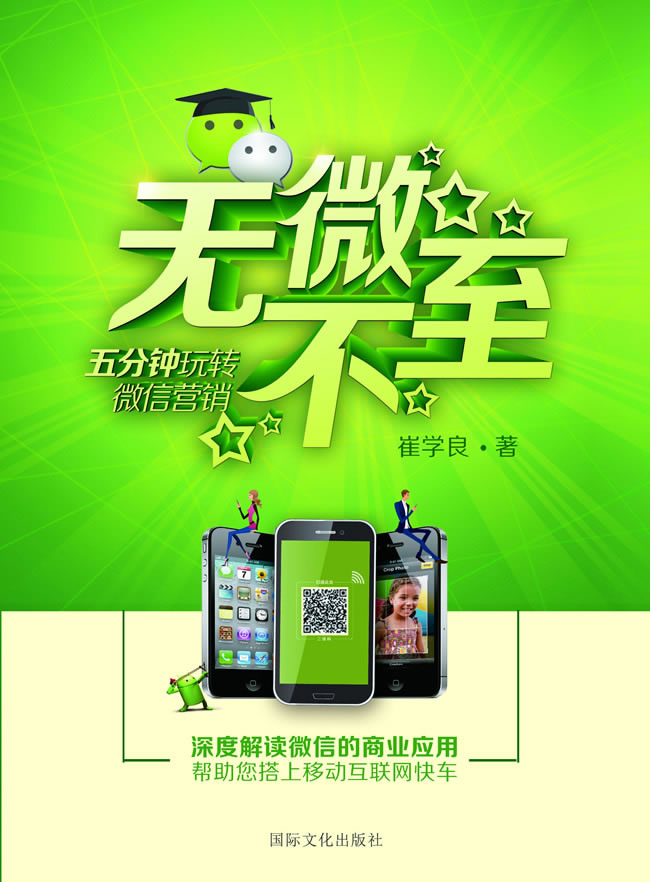 无微不至
五分钟玩转
微信营销
崔学良·著
Crop Photo
深度解读微信的商业应用
帮助您搭上移动互联网快车
国际文化出版社